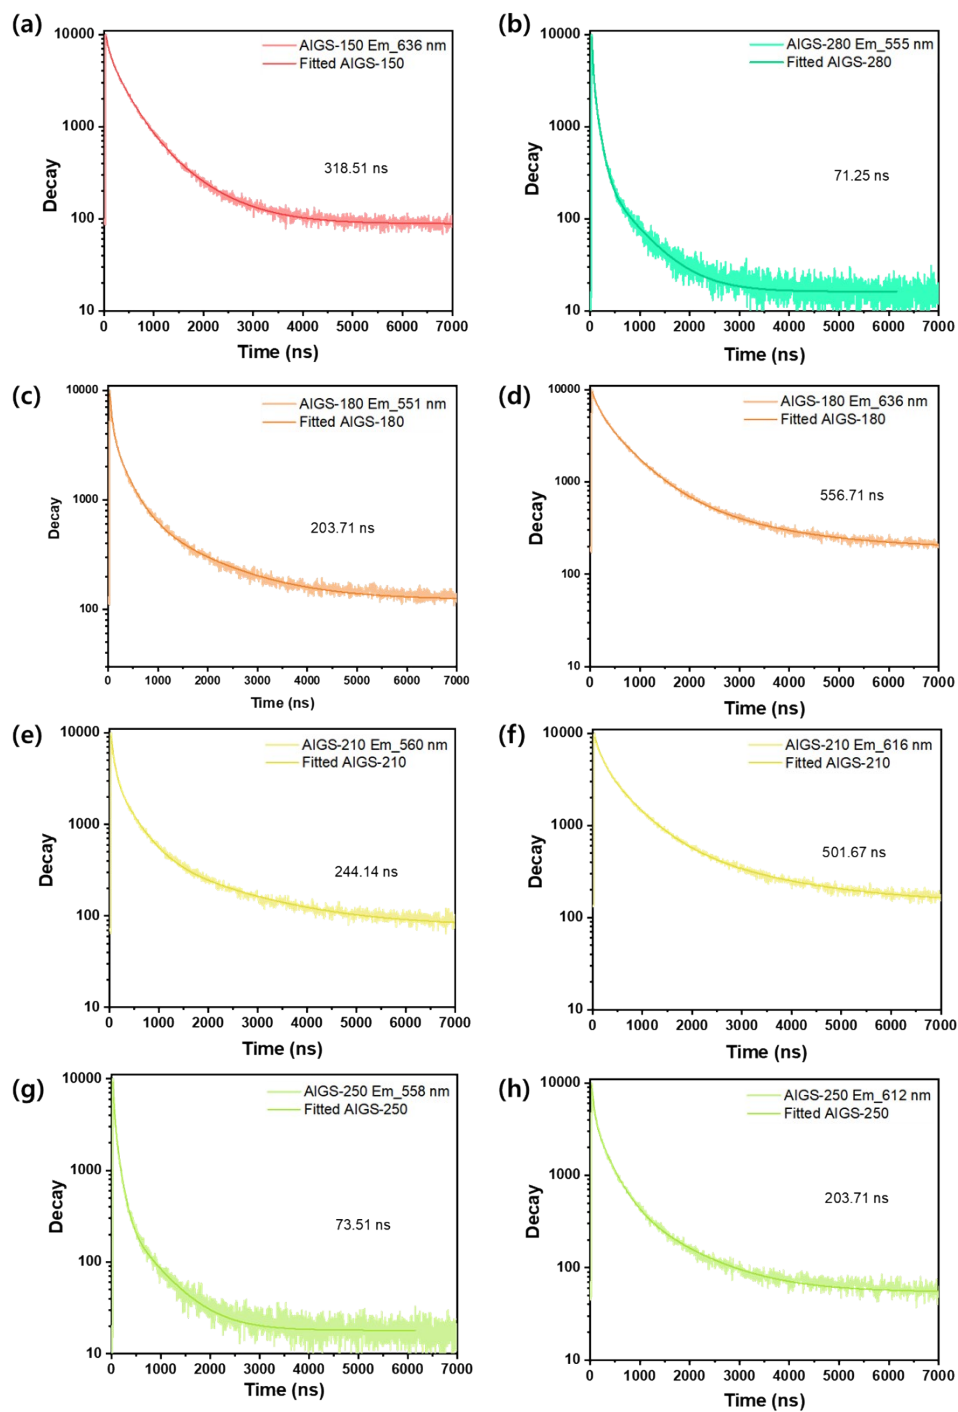 (a)
10000
1000
100
10
Decay
AIGS-150 Em_636 nm
Fitted AIGS-150
318.51 ns
0 1000 2000 3000 4000 5000 6000 7000
Time (ns)
(b)
10000
1000
100
10
Decay
AIGS-280 Em_555 nm
Fitted AIGS-280
71.25 ns
0 1000 2000 3000 4000 5000 6000 7000
Time (ns)
(c)
10000
1000
100
Decay
AIGS-180 Em_551 nm
Fitted AIGS-180
203.71 ns
0 1000 2000 3000 4000 5000 6000 7000
Time (ns)
(d)
10000
1000
100
10
Decay
AIGS-180 Em_636 nm
Fitted AIGS-180
556.71 ns
0 1000 2000 3000 4000 5000 6000 7000
Time (ns)
(e)
10000
1000
100
10
Decay
AIGS-210 Em_560 nm
Fitted AIGS-210
244.14 ns
0 1000 2000 3000 4000 5000 6000 7000
Time (ns)
(f)
10000
1000
100
10
Decay
AIGS-210 Em_616 nm
Fitted AIGS-210
501.67 ns
0 1000 2000 3000 4000 5000 6000 7000
Time (ns)
(g)
10000
1000
100
10
Decay
AIGS-250 Em_558 nm
Fitted AIGS-250
73.51 ns
0 1000 2000 3000 4000 5000 6000 7000
Time (ns)
(h)
10000
1000
100
10
Decay
AIGS-250 Em_612 nm
Fitted AIGS-250
203.71 ns
0 1000 2000 3000 4000 5000 6000 7000
Time (ns)